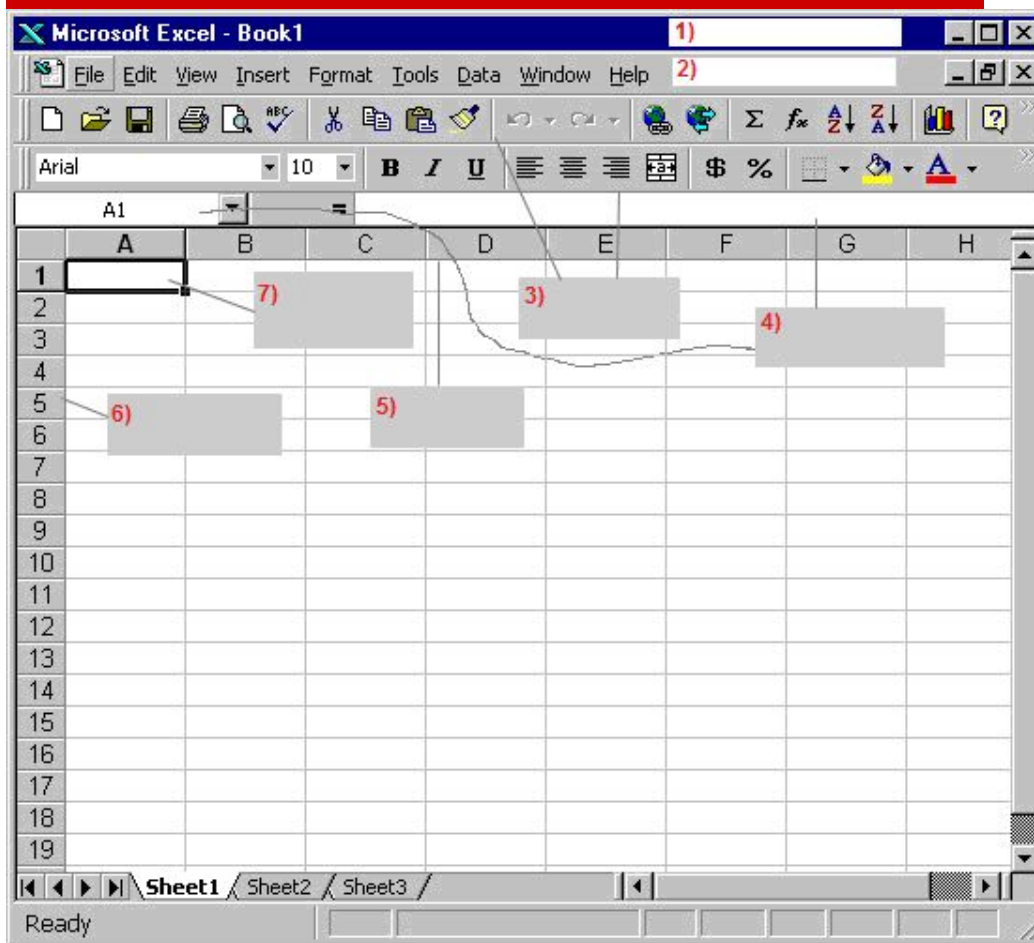 Microsoft Excel - Book1 1)
File Edit View Insert Format Tools Data Window Help 2)
ABC Σ fx A Z Z A ?
Arial 10 B I U a $ % A
A1 =
A B C D E F G H
1
2 7) 3)
3 4)
4
5 6) 5)
6
7
8
9
10
11
12
13
14
15
16
17
18
19
Sheet1 Sheet2 Sheet3
Ready